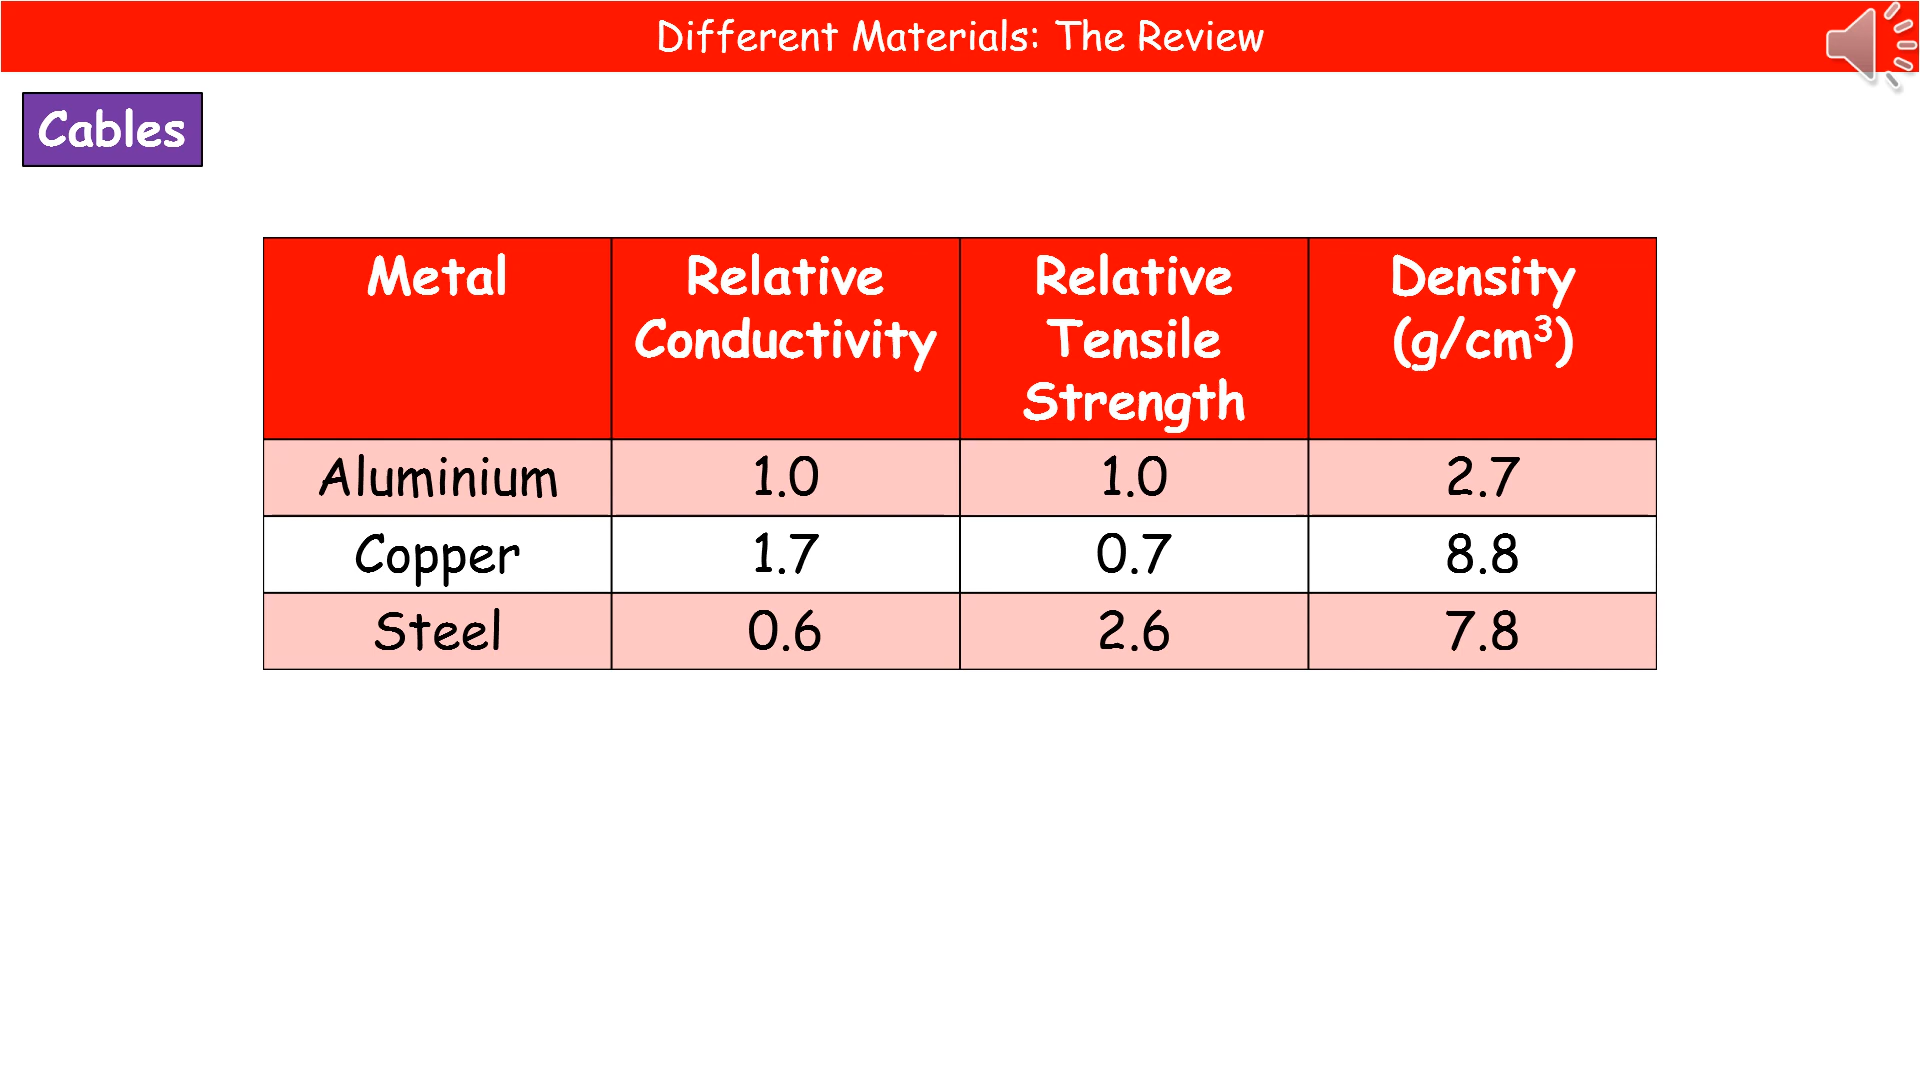 Different Materials: The Review
Cables
Metal Relative Relative Density
Conductivity Tensile (g/cm³)
Strength
Aluminium 1.0 1.0 2.7
Copper 1.7 0.7 8.8
Steel 0.6 2.6 7.8